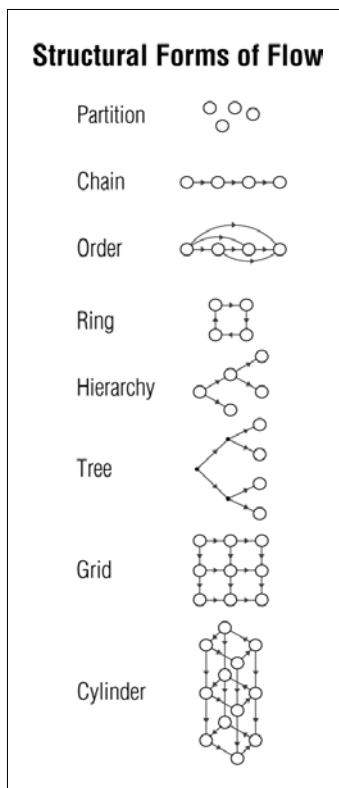 Structural Forms of Flow
Partition
Chain
Order
Ring
Hierarchy
Tree
Grid
Cylinder